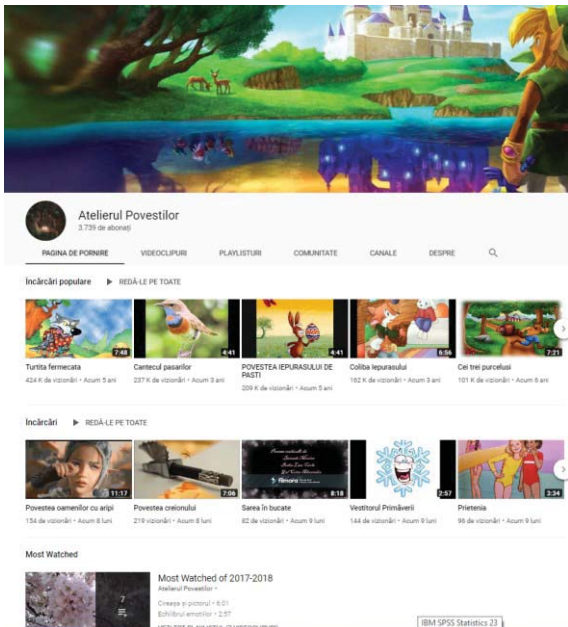 Atelierul Povestilor
3.739 de abonați
PAGINA DE PORNIRE VIDEOCLIPURI PLAYLISTURI COMUNITATE CANALE DESPRE
Încărcări populare REDĂ-LE PE TOATE
7:48 4:41 4:41 6:56 7:21
Turtita fermecata Cantecul pasarilor POVESTEA IEPURASULUI DE PASTI Coliba Iepurasului Cei trei purcelusi
424 K de vizionări • Acum 5 ani 237 K de vizionări • Acum 3 ani 209 K de vizionări • Acum 5 ani 162 K de vizionări • Acum 3 ani 101 K de vizionări • Acum 6 ani
Încărcări REDĂ-LE PE TOATE
filmora
11:17 7:06 8:18 2:57 3:34
Povestea oamenilor cu aripi Povestea creionului Sarea în bucate Vestitorul Primăverii Prietenia
154 de vizionări • Acum 8 luni 219 vizionări • Acum 8 luni 82 de vizionări • Acum 9 luni 144 de vizionări • Acum 9 luni 96 de vizionări • Acum 9 luni
Most Watched
Most Watched of 2017-2018
Atelierul Povestilor •
7
Cireașa și pictorul • 6:01
Echilibrul emotiilor • 2:57
IBM SPSS Statistics 23